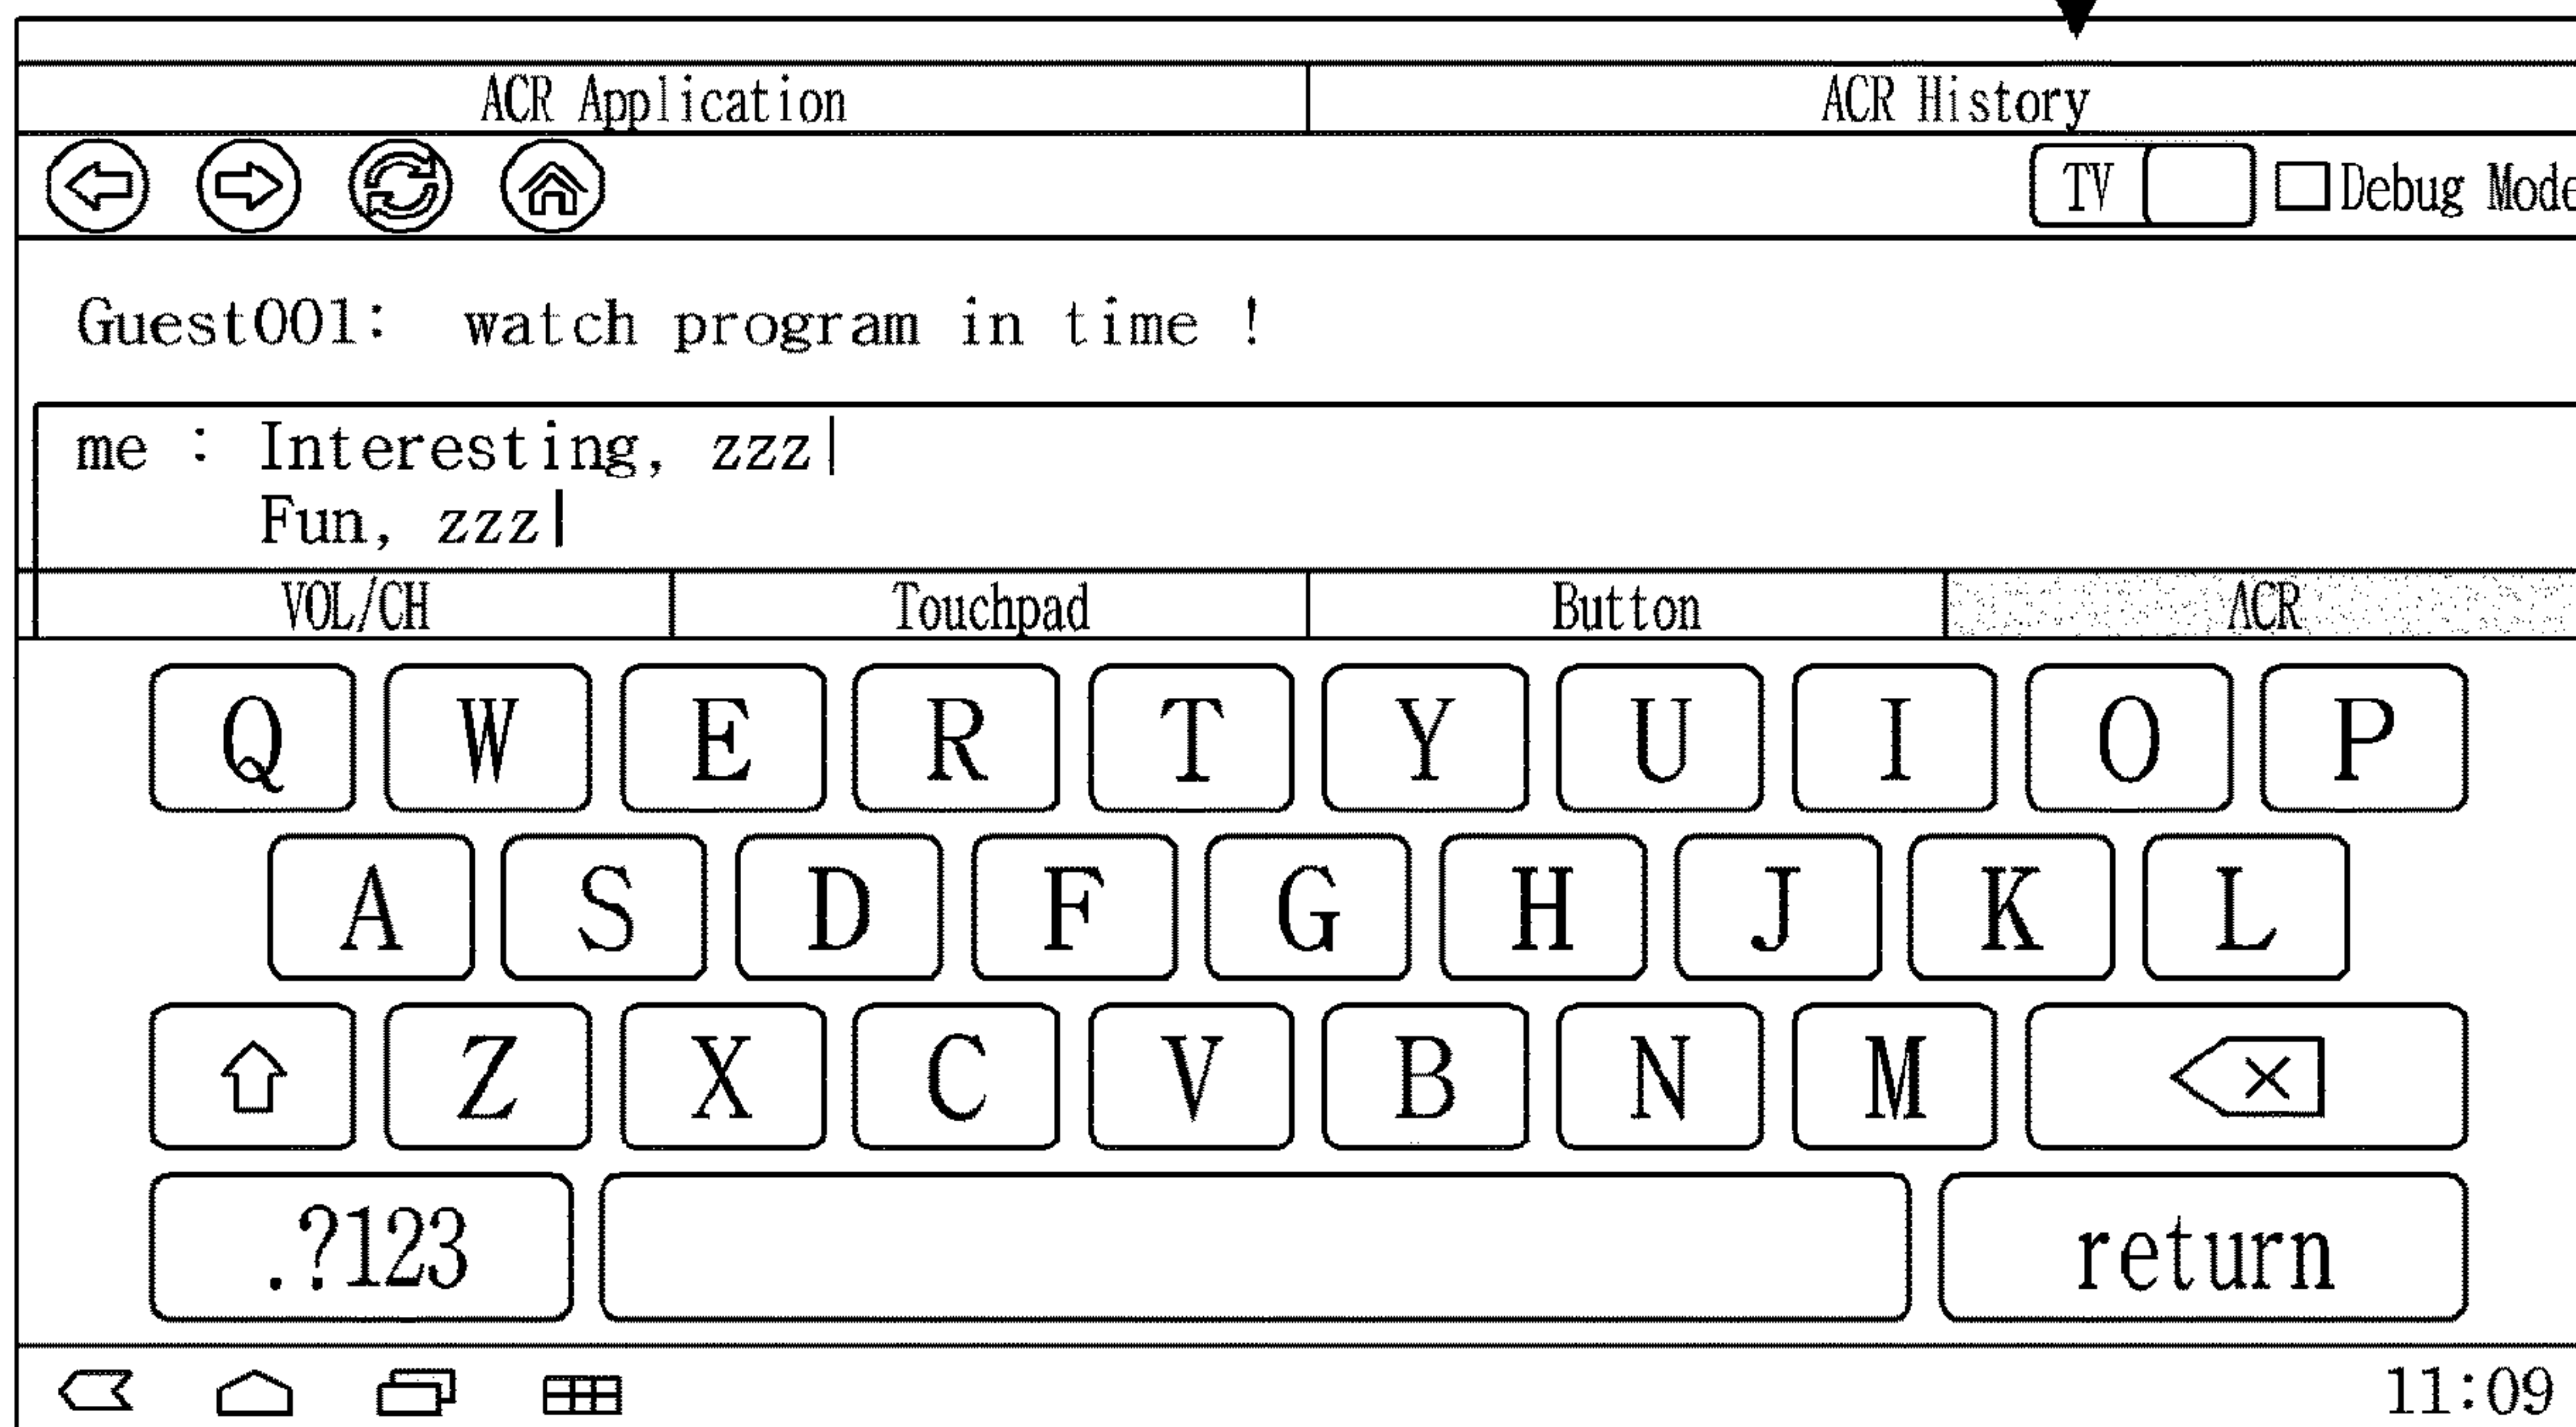 ACR Application ACR History
TV Debug Mode
Guest001: watch program in time !
me : Interesting, zzz
Fun, zzz
VOL/CH Touchpad Button ACR
Q W E R T Y U I O P
A S D F G H J K L
Z X C V B N M
.?123 return
11:09